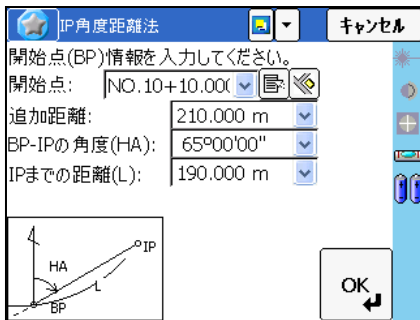 IP角度距離法
キャンセル
開始点(BP)情報を入力してください。
開始点: NO.10+10.00(
追加距離: 210.000 m
BP-IPの角度(HA): 65°00'00"
IPまでの距離(L): 190.000 m
IP
HA
L
BP
OK